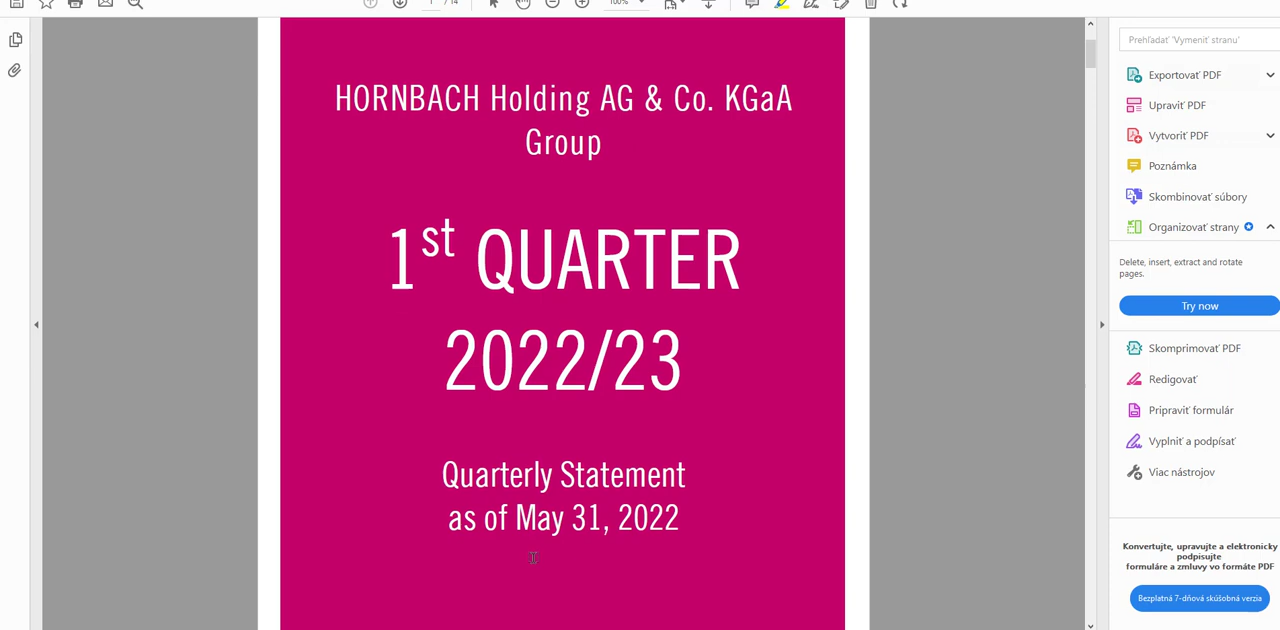 1 / 14
100%
HORNBACH Holding AG & Co. KGaA
Group
1st QUARTER
2022/23
Quarterly Statement
as of May 31, 2022
Prehľadať 'Vymeniť stranu'
Exportovať PDF
Upraviť PDF
Vytvoriť PDF
Poznámka
Skombinovať súbory
Organizovať strany
Delete, insert, extract and rotate
pages.
Try now
Skomprimovať PDF
Redigovať
Pripraviť formulár
Vyplniť a podpísať
Viac nástrojov
Konvertujte, upravujte a elektronicky
podpisujte
formuláre a zmluvy vo formáte PDF
Bezplatná 7-dňová skúšobná verzia